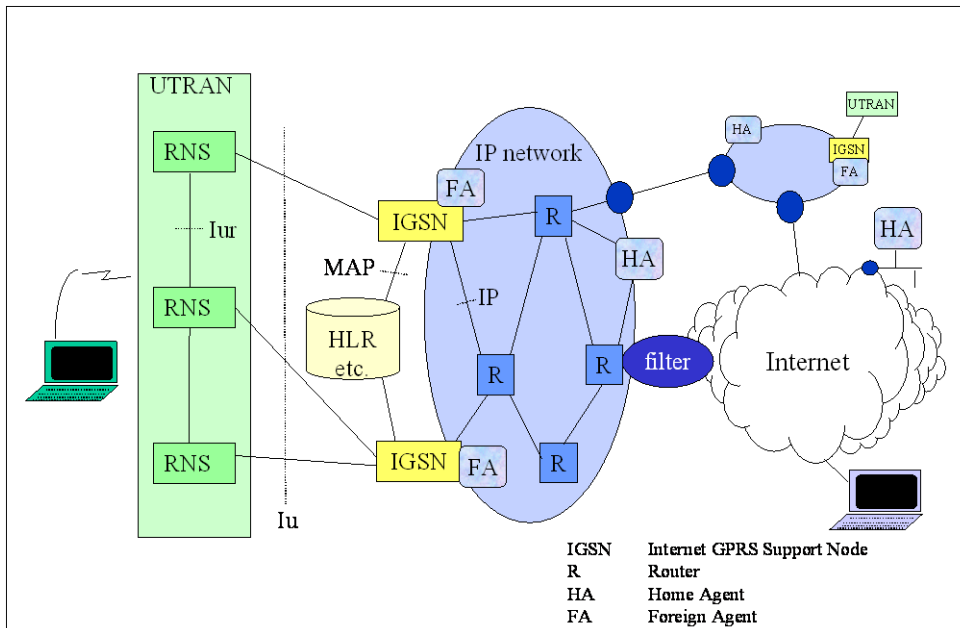 UTRAN
RNS
Iur
RNS
RNS
Iu
IGSN
FA
MAP
HLR
etc.
IGSN
FA
IP network
IP
R
R
R
R
HA
filter
HA
UTRAN
IGSN
FA
HA
Internet
IGSN Internet GPRS Support Node
R Router
HA Home Agent
FA Foreign Agent